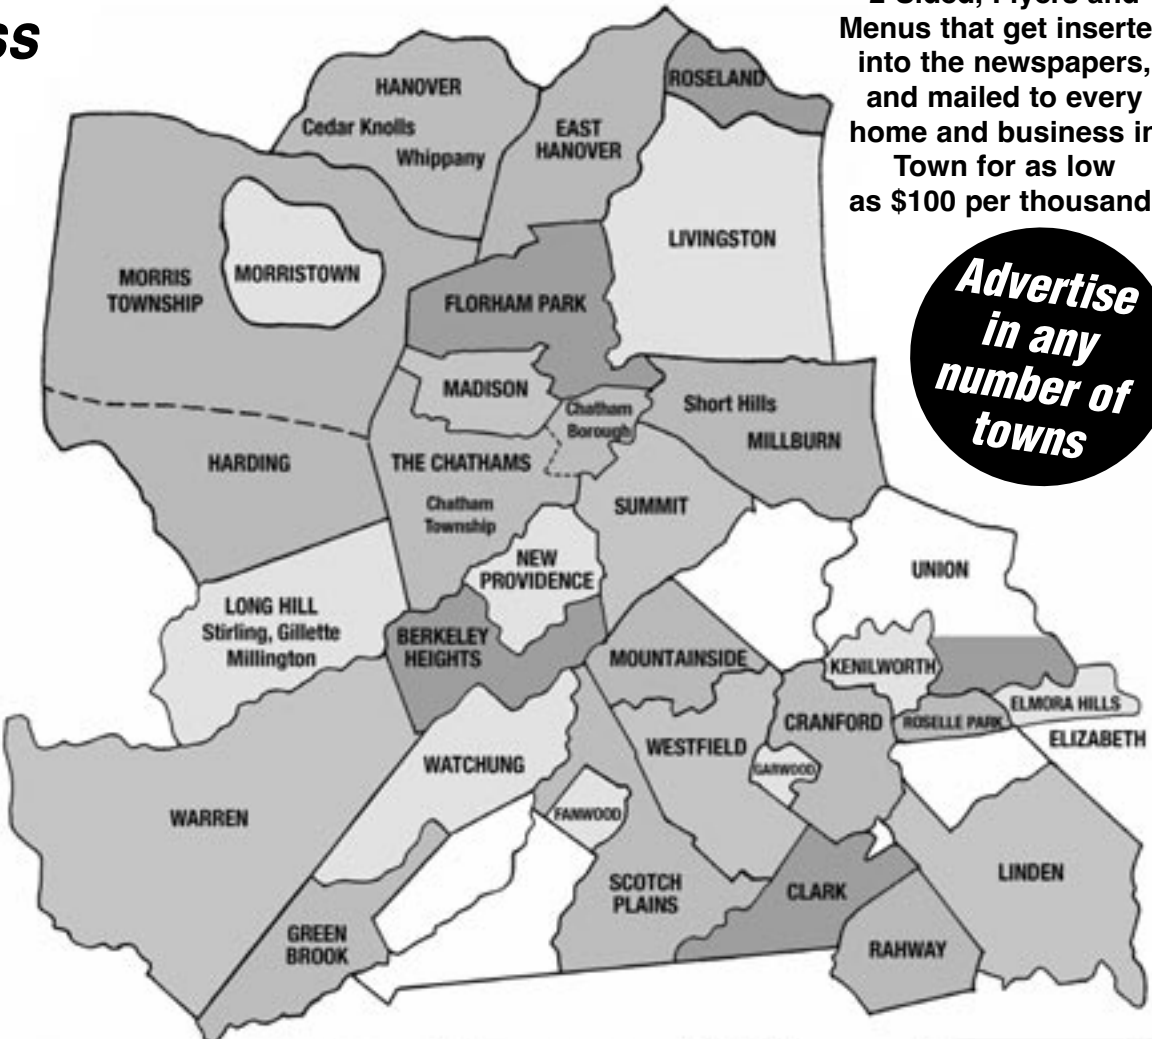 ss
Menus that get inserte
into the newspapers,
and mailed to every
home and business in
Town for as low
as $100 per thousand
Advertise
in any
number of
towns
HANOVER
Cedar Knolls
Whippany
EAST
HANOVER
ROSELAND
LIVINGSTON
MORRIS
TOWNSHIP
MORRISTOWN
FLORHAM PARK
MADISON
Chatham
Borough
Short Hills
MILLBURN
HARDING
THE CHATHAMS
Chatham
Township
SUMMIT
NEW
PROVIDENCE
UNION
LONG HILL
Stirling, Gillette
Millington
BERKELEY
HEIGHTS
MOUNTAINSIDE
KENILWORTH
ELMORA HILLS
ROSELLE PARK
ELIZABETH
CRANFORD
WESTFIELD
GARWOOD
WATCHUNG
FANWOOD
WARREN
SCOTCH
PLAINS
CLARK
LINDEN
GREEN
BROOK
RAHWAY